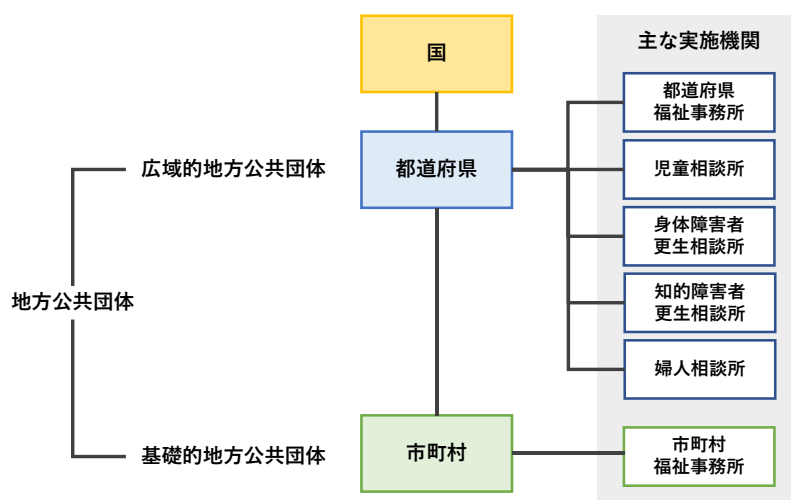 国
主な実施機関
都道府県
福祉事務所
広域的地方公共団体
都道府県
児童相談所
身体障害者
更生相談所
地方公共団体
知的障害者
更生相談所
婦人相談所
基礎的地方公共団体
市町村
市町村
福祉事務所